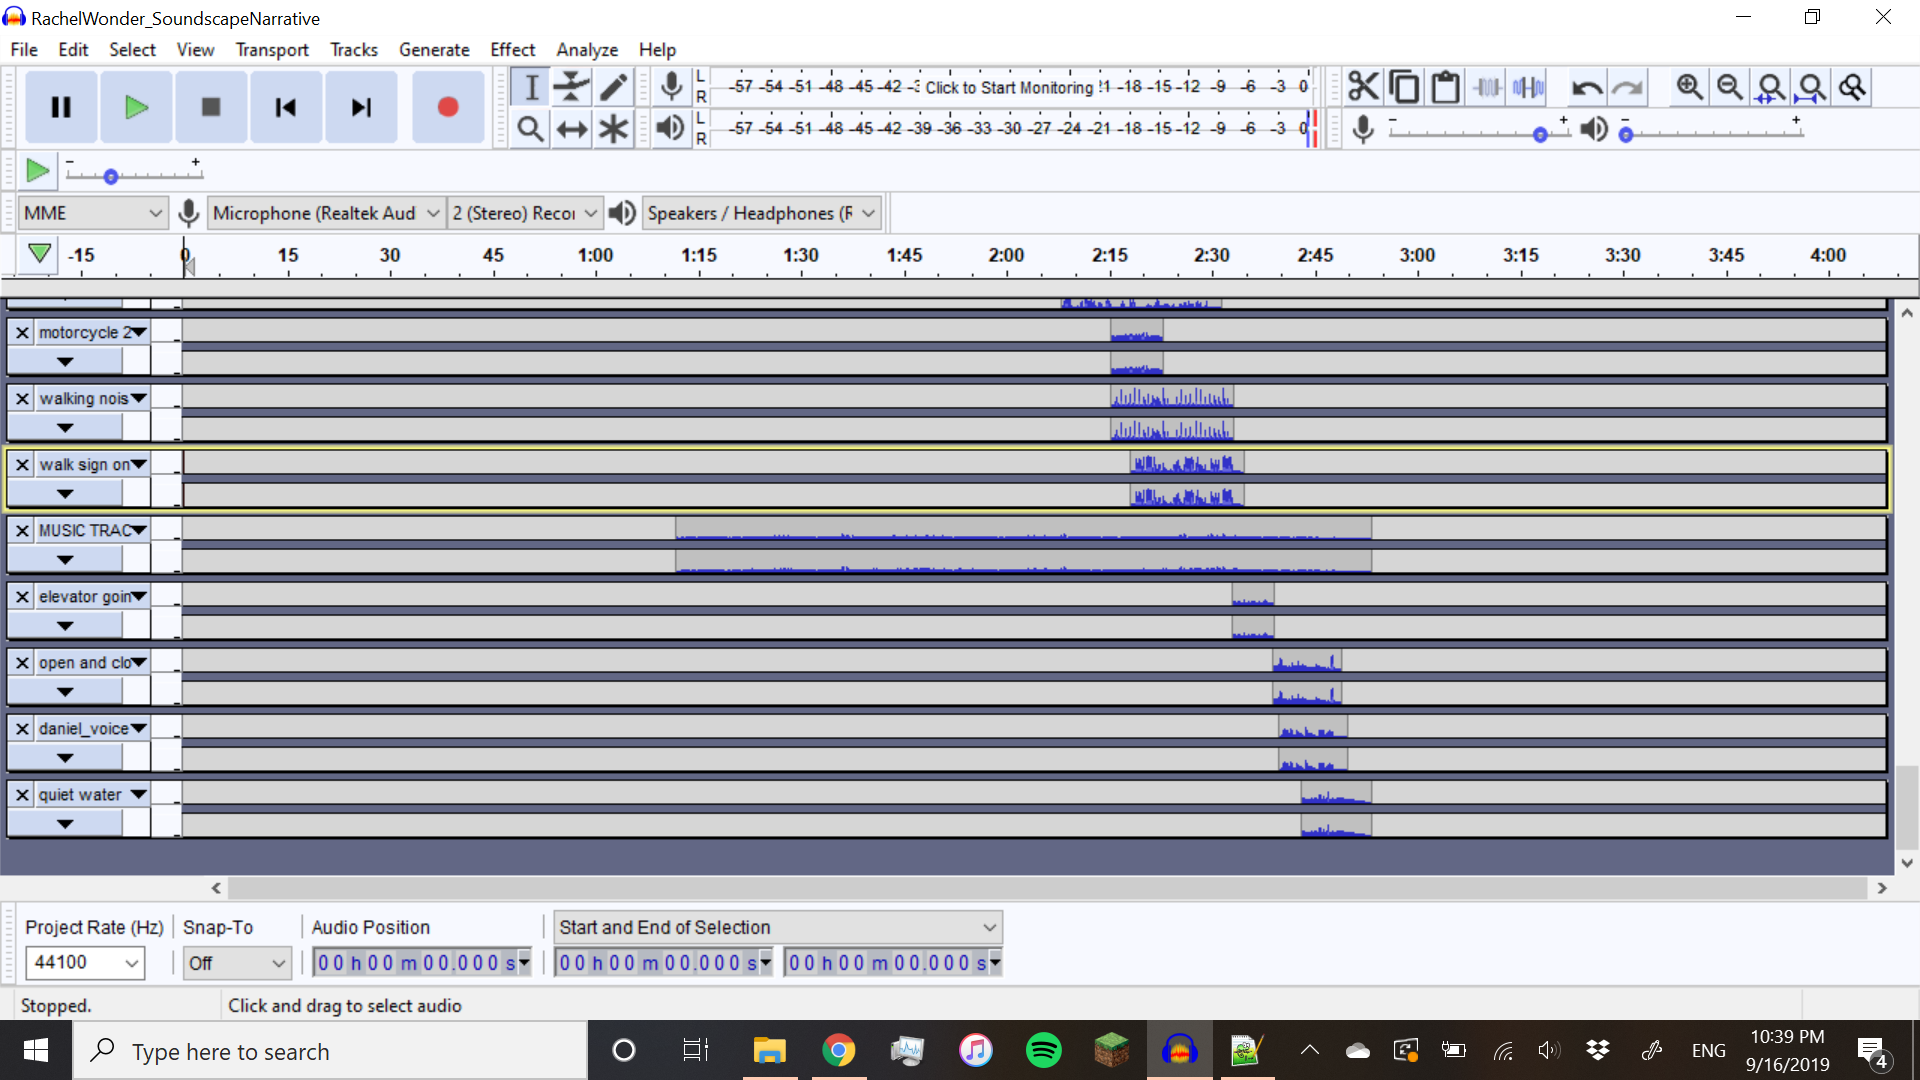 RachelWonder_SoundscapeNarrative
File Edit Select View Transport Tracks Generate Effect Analyze Help
L R -57 -54 -51 -48 -45 -42 -3 Click to Start Monitoring !1 -18 -15 -12 -9 -6 -3 0
L R -57 -54 -51 -48 -45 -42 -39 -36 -33 -30 -27 -24 -21 -18 -15 -12 -9 -6 -3 0 - + - +
- +
MME Microphone (Realtek Aud 2 (Stereo) Recor Speakers / Headphones (R
-15 0 15 30 45 1:00 1:15 1:30 1:45 2:00 2:15 2:30 2:45 3:00 3:15 3:30 3:45 4:00
motorcycle 2
walking nois
walk sign on
MUSIC TRAC
elevator goin
open and clo
daniel_voice
quiet water
Project Rate (Hz) Snap-To Audio Position Start and End of Selection
44100 Off 00 h 00 m 00.000 s 00 h 00 m 00.000 s 00 h 00 m 00.000 s
Stopped. Click and drag to select audio
Type here to search ENG 10:39 PM
9/16/2019 4